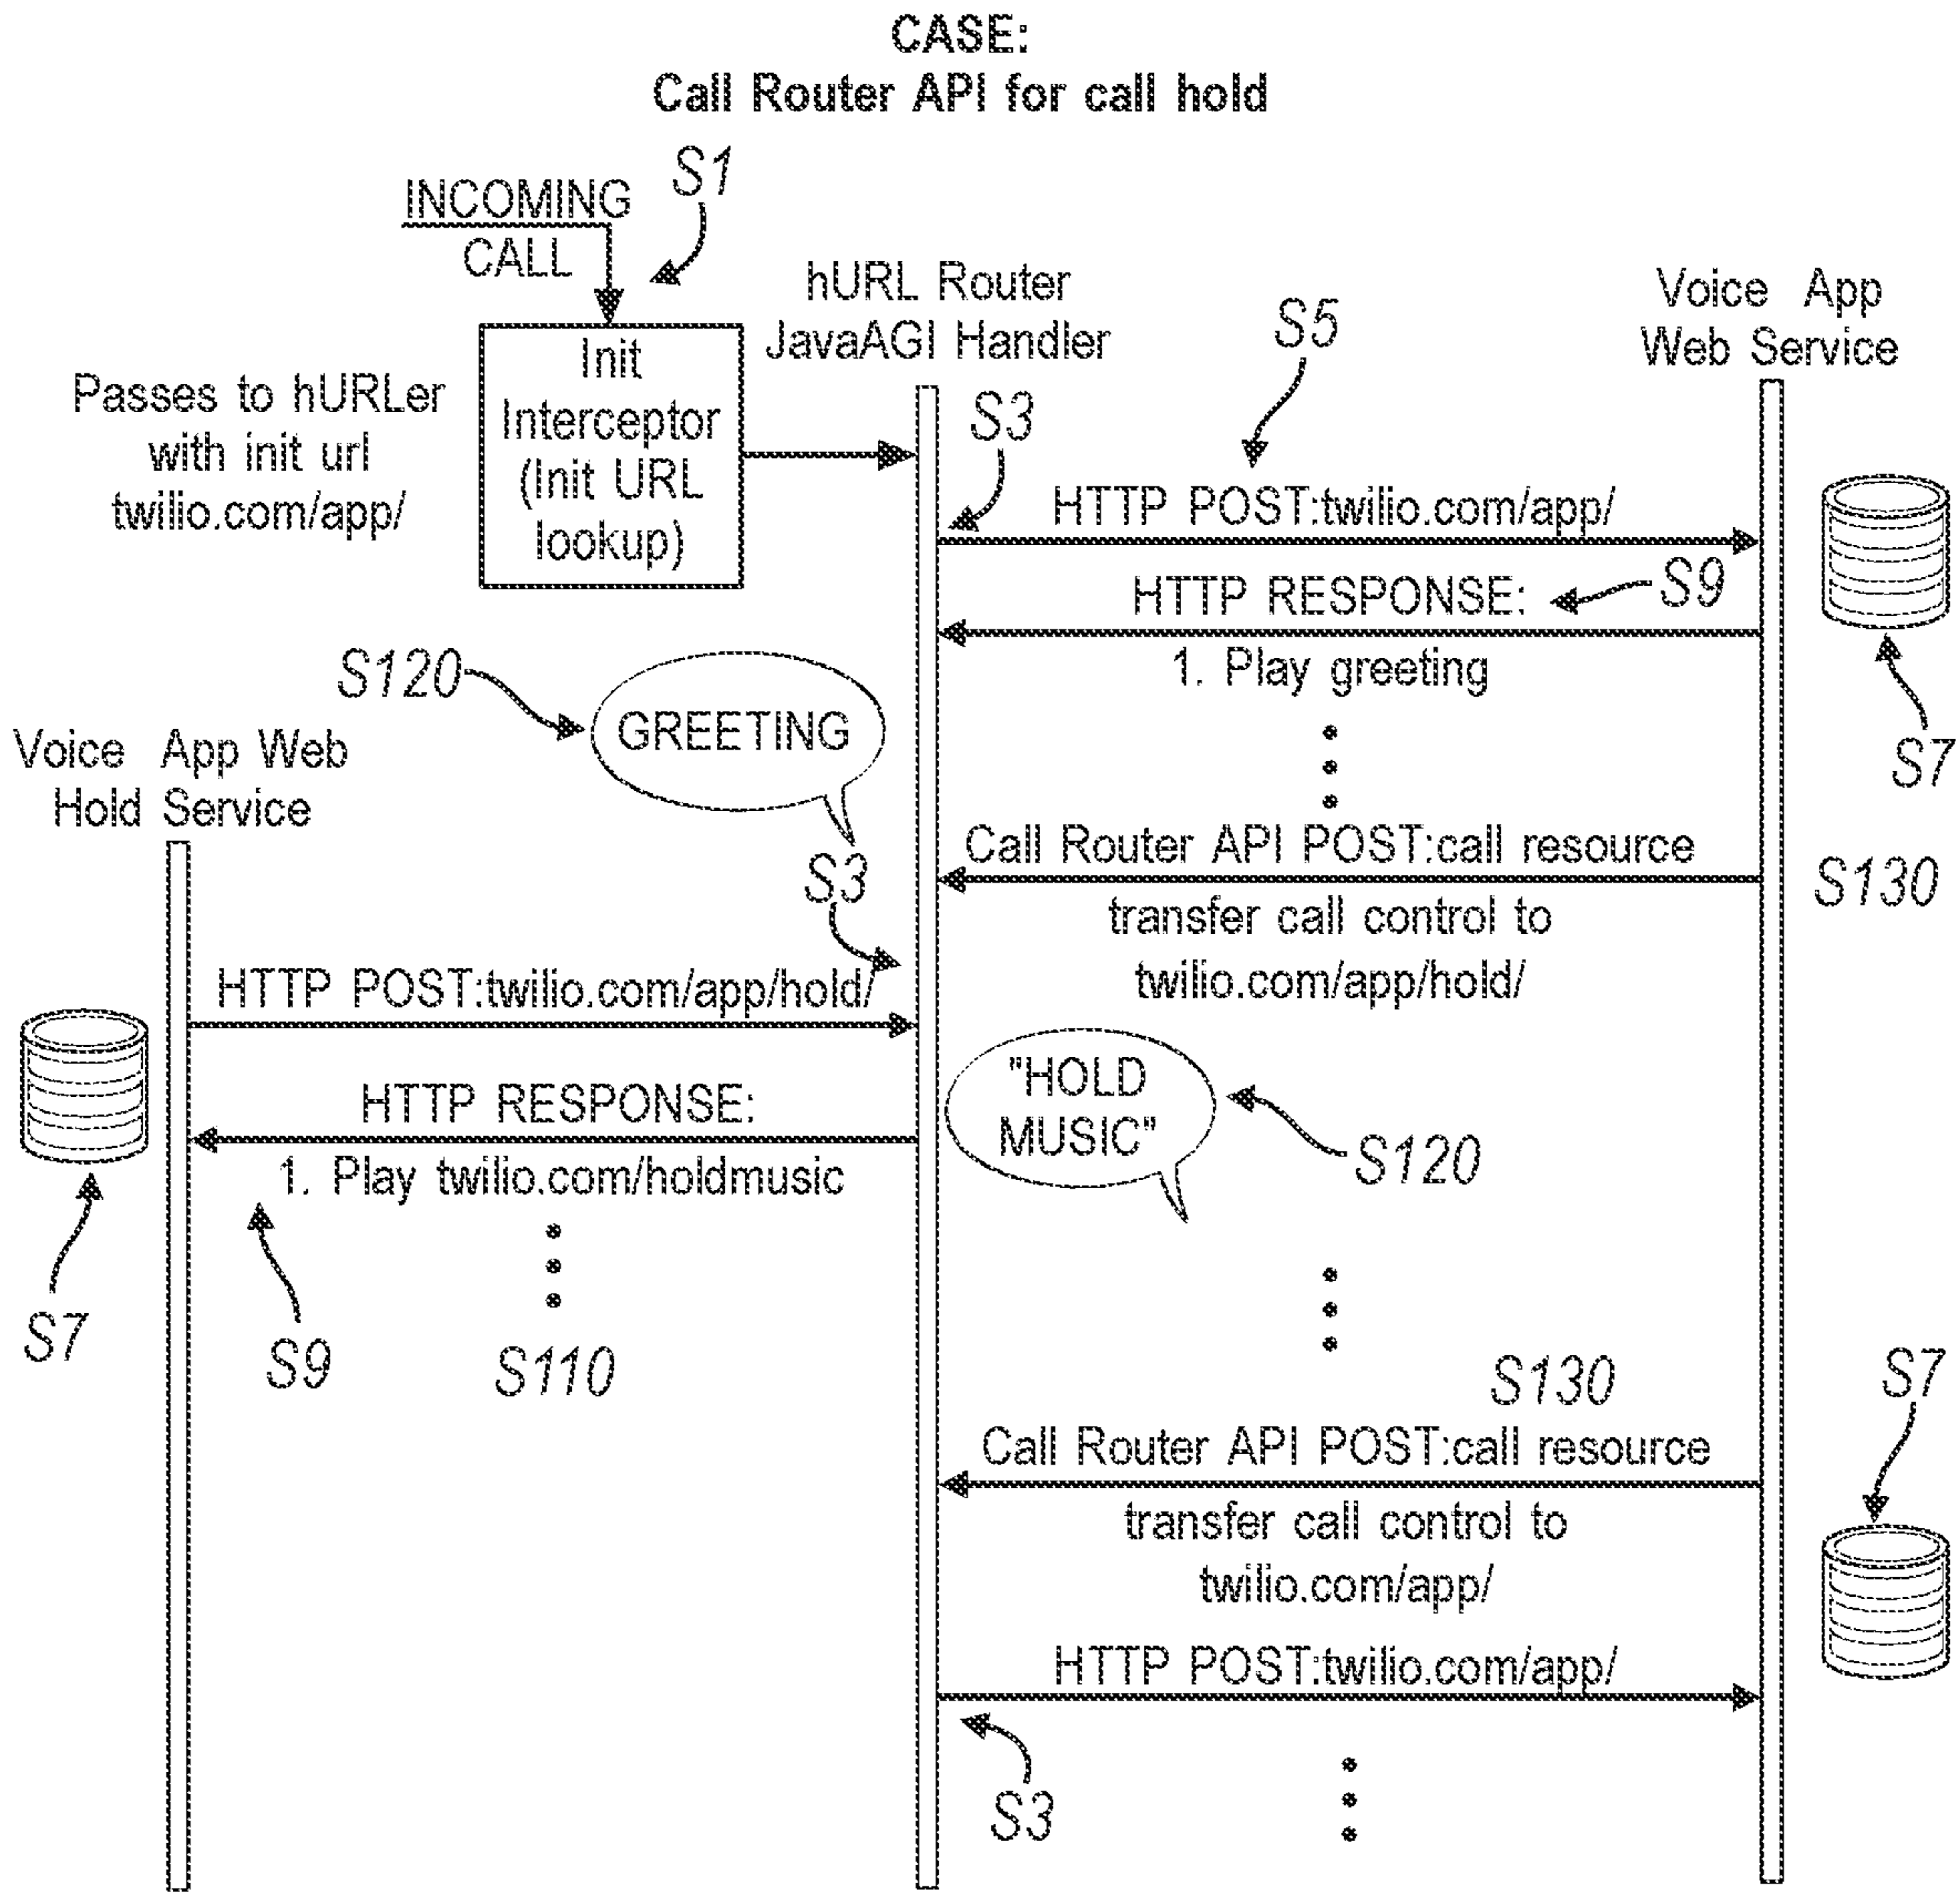 CASE:
Call Router API for call hold
S1
INCOMING
CALL
hURL Router
JavaAGI Handler
Voice App
Web Service
S5
Init
Interceptor
(Init URL
lookup)
Passes to hURLer
with init url
twilio.com/app/
S3
HTTP POST:twilio.com/app/
HTTP RESPONSE:
S9
1. Play greeting
S120
GREETING
S7
Voice App Web
Hold Service
Call Router API POST:call resource
S130
S3
transfer call control to
twilio.com/app/hold/
HTTP POST:twilio.com/app/hold/
"HOLD
MUSIC"
HTTP RESPONSE:
S120
1. Play twilio.com/holdmusic
S7
S9
S110
S130
S7
Call Router API POST:call resource
transfer call control to
twilio.com/app/
HTTP POST:twilio.com/app/
S3